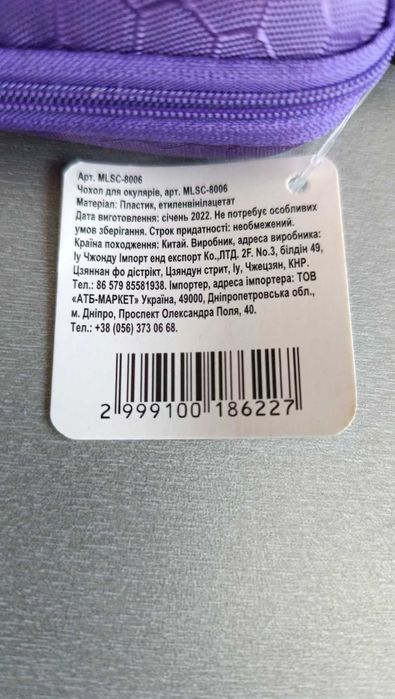 Арт. MLSC-8006
Чохол для окулярів, арт. MLSC-8006
Матеріал: Пластик, етиленвінілацетат
Дата виготовлення: січень 2022. Не потребує особливих
умов зберігання. Строк придатності: необмежений.
Країна походження: Китай. Виробник, адреса виробника:
Іу Чжонду Імпорт енд експорт Ко.,ЛТД. 2F. No.3, білдін 49,
Цзяннан фо дістрікт, Цзяндун стрит, Іу, Чжецзян, КНР.
Тел.: 86 579 85581938. Імпортер, адреса імпортера: ТОВ
«АТБ-МАРКЕТ» Україна, 49000, Дніпропетровська обл.,
м. Дніпро, Проспект Олександра Поля, 40.
Тел.: +38 (056) 373 06 68.
2 999100 186227